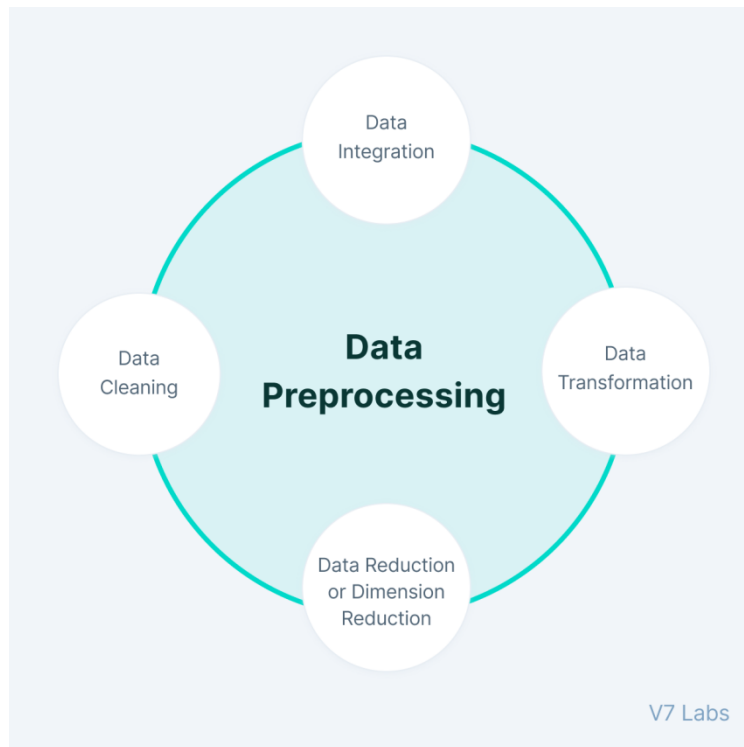 Data
Integration
Data
Cleaning
Data
Preprocessing
Data
Transformation
Data Reduction
or Dimension
Reduction
V7 Labs